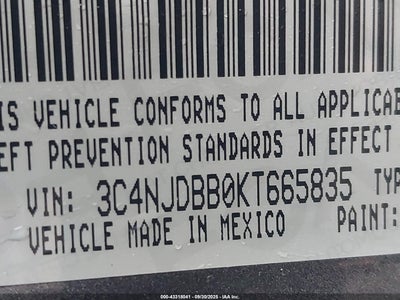 IS VEHICLE CONFORMS TO ALL APPLICAB
EFT PREVENTION STANDARDS IN EFFECT
VIN: 3C4NJDBB0KT665835 TYP
VEHICLE MADE IN MEXICO PAINT:
000-43318041 - 09/30/2025 - IAA Inc.